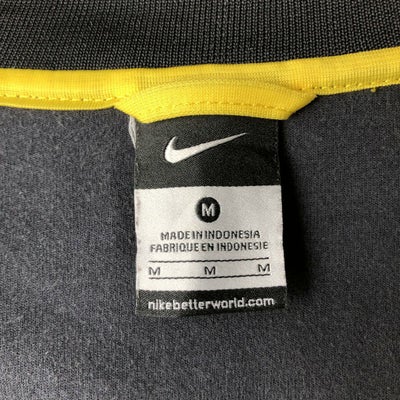 M
MADE IN INDONESIA
FABRIQUE EN INDONESIE
M M M
nikebetterworld.com